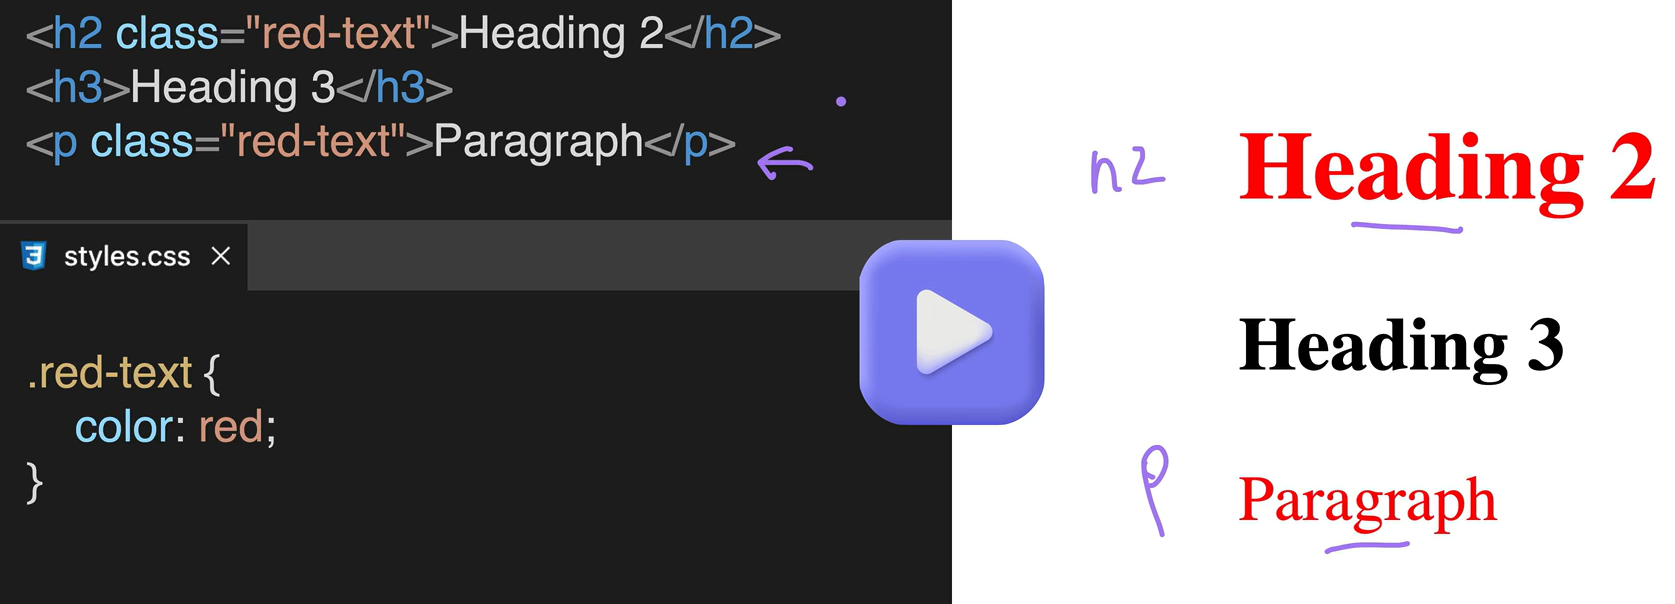 <h2 class="red-text">Heading 2</h2>
<h3>Heading 3</h3>
<p class="red-text">Paragraph</p>
styles.css
.red-text {
color: red;
}
h2 Heading 2
Heading 3
p Paragraph